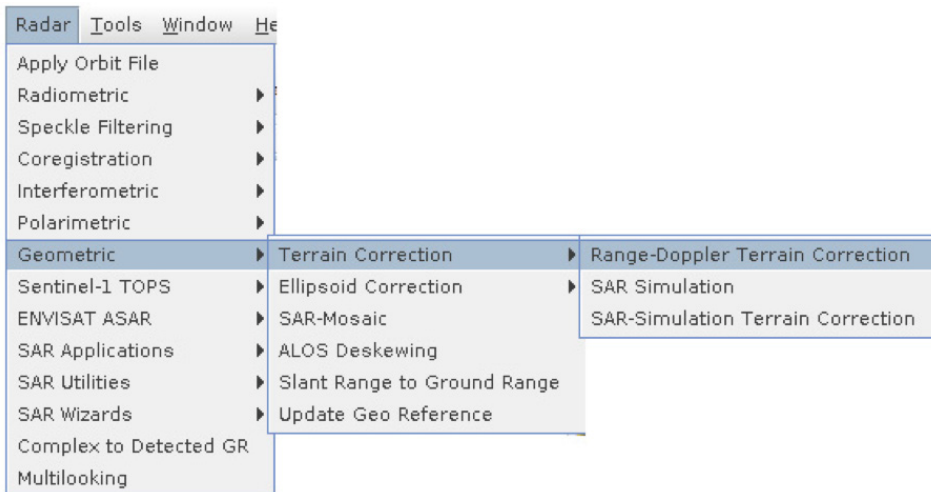 Radar Tools Window He
Apply Orbit File
Radiometric
Speckle Filtering
Coregistration
Interferometric
Polarimetric
Geometric
Sentinel-1 TOPS
ENVISAT ASAR
SAR Applications
SAR Utilities
SAR Wizards
Complex to Detected GR
Multilooking
Terrain Correction
Ellipsoid Correction
SAR-Mosaic
ALOS Deskewing
Slant Range to Ground Range
Update Geo Reference
Range-Doppler Terrain Correction
SAR Simulation
SAR-Simulation Terrain Correction